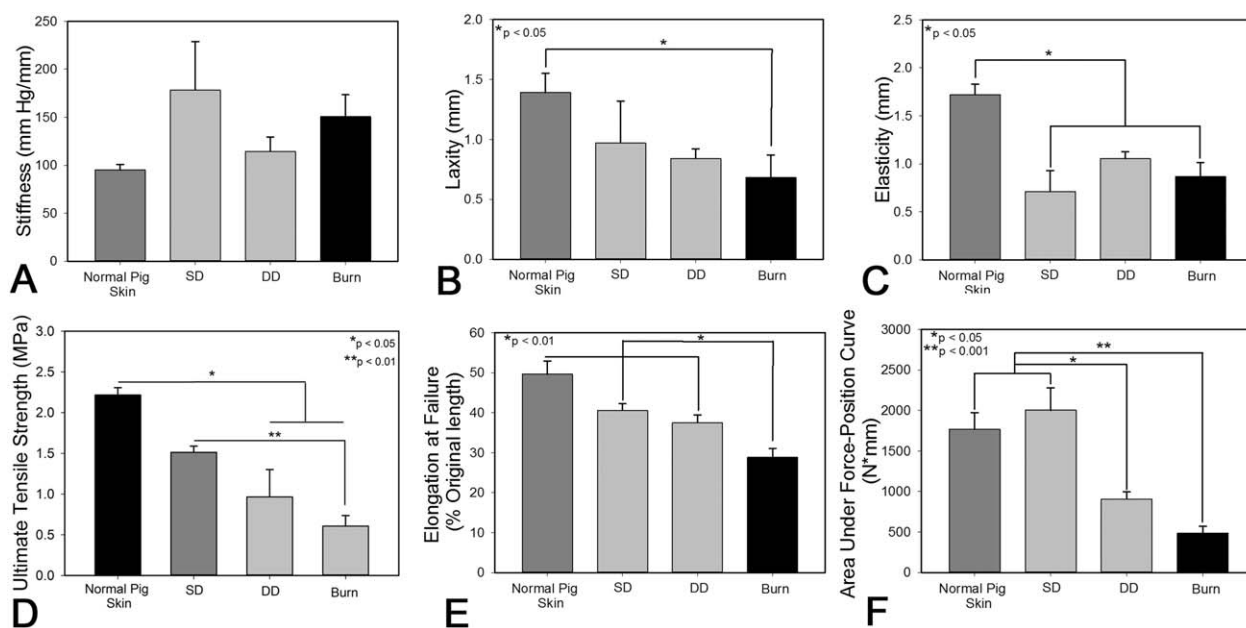 Stiffness (mm Hg/mm)
250
200
150
100
50
0
Normal Pig
Skin
SD
DD
Burn
A
Laxity (mm)
2.0
1.5
1.0
0.5
0.0
*p < 0.05
*
Normal Pig
Skin
SD
DD
Burn
B
Elasticity (mm)
2.5
2.0
1.5
1.0
0.5
0.0
*p < 0.05
*
Normal Pig
Skin
SD
DD
Burn
C
Ultimate Tensile Strength (MPa)
3.0
2.5
2.0
1.5
1.0
0.5
0.0
*p < 0.05
**p < 0.01
*
**
Normal Pig
Skin
SD
DD
Burn
D
Elongation at Failure
(% Original length)
60
50
40
30
20
10
0
*p < 0.01
*
Normal Pig
Skin
SD
DD
Burn
E
Area Under Force-Position Curve
(N*mm)
3000
2500
2000
1500
1000
500
0
*p < 0.05
**p < 0.001
**
*
Normal Pig
Skin
SD
DD
Burn
F